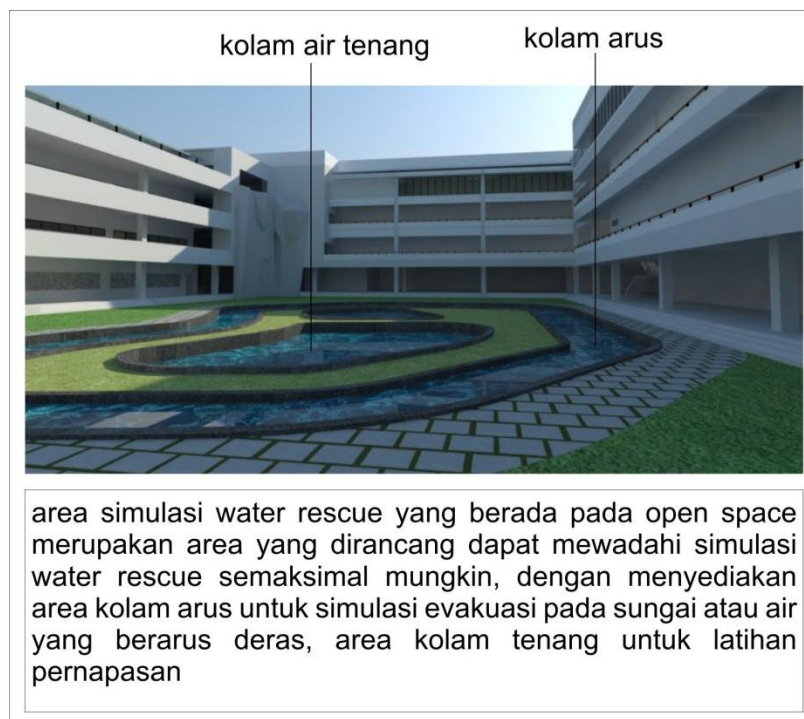 kolam air tenang
kolam arus
area simulasi water rescue yang berada pada open space
merupakan area yang dirancang dapat mewadahi simulasi
water rescue semaksimal mungkin, dengan menyediakan
area kolam arus untuk simulasi evakuasi pada sungai atau air
yang berarus deras, area kolam tenang untuk latihan
pernapasan